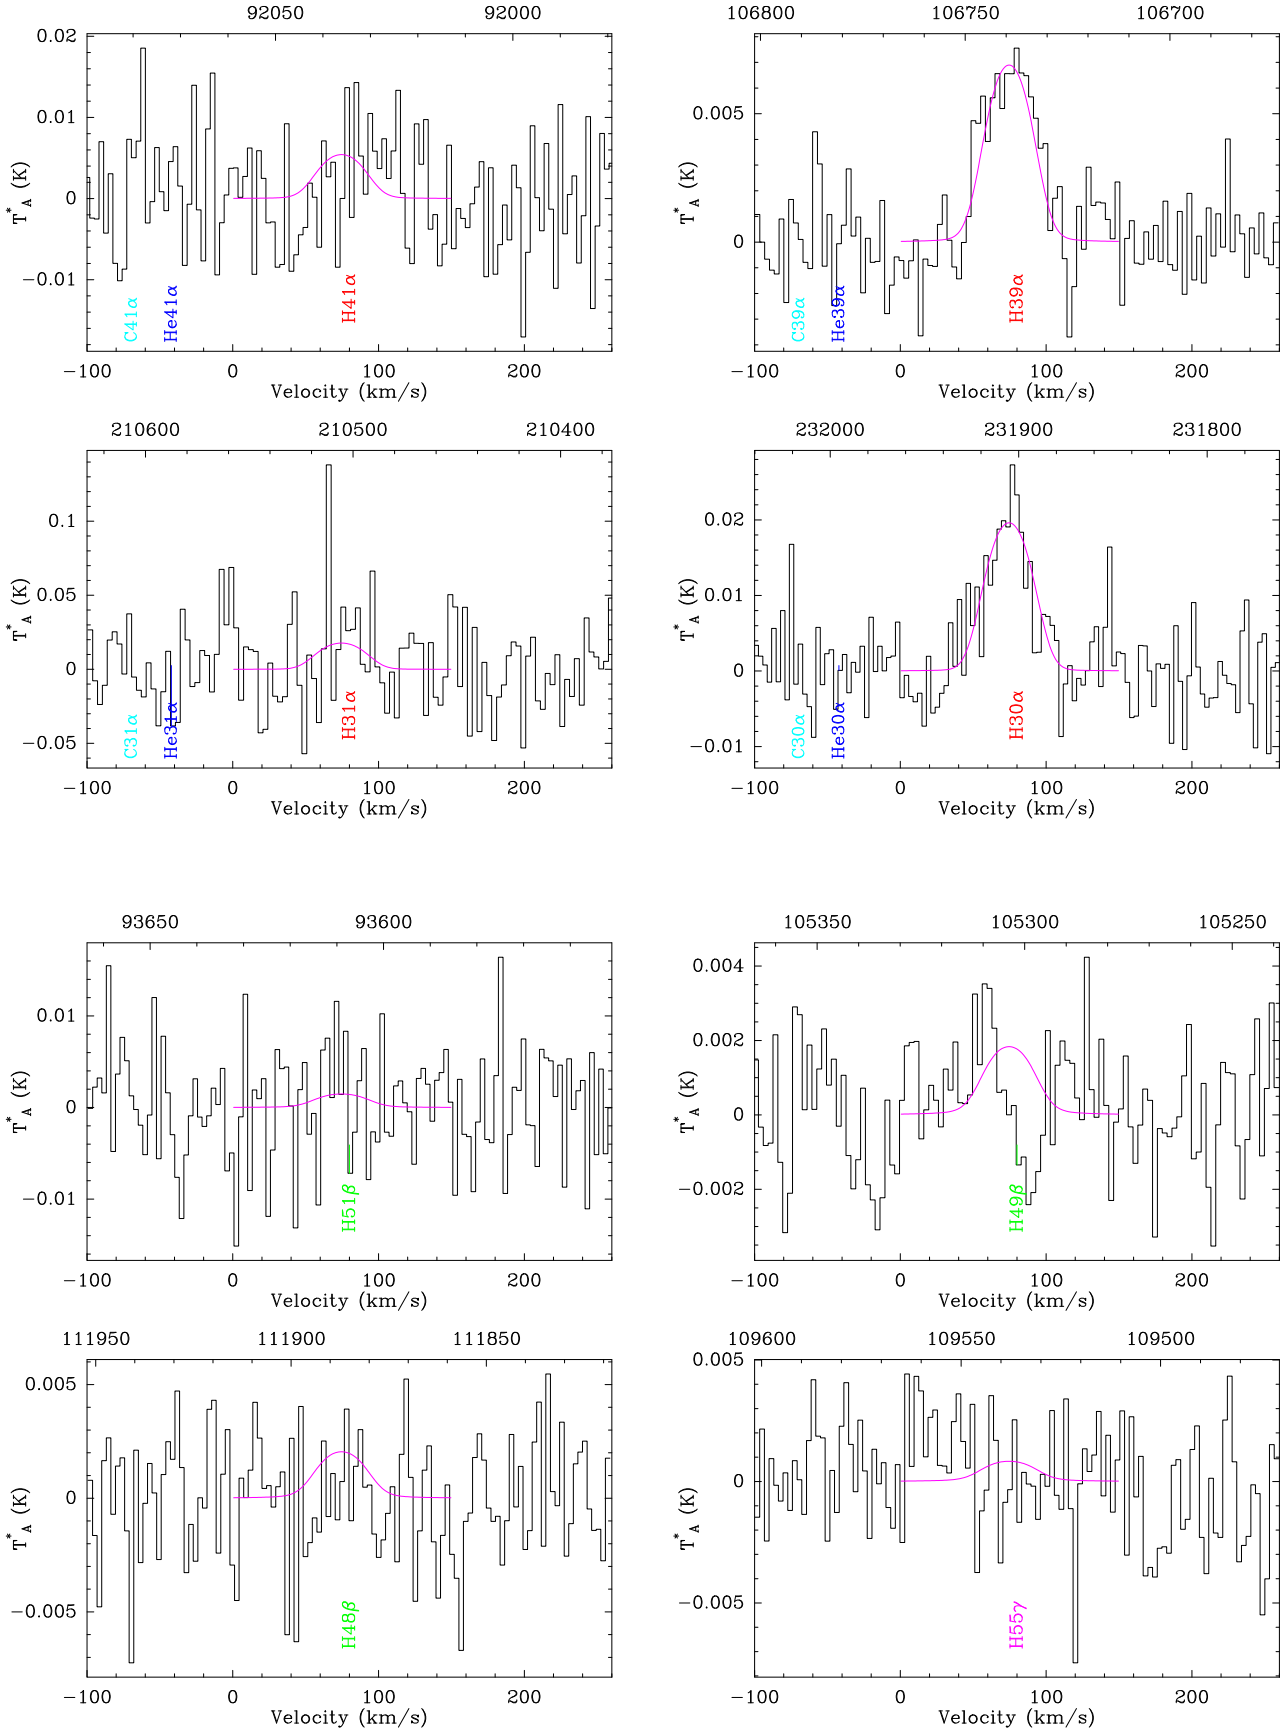 92050 92000
0.02
0.01
0
−0.01
T*A (K)
C41α
He41α
H41α
−100 0 100 200
Velocity (km/s)
106800 106750 106700
0.005
0
T*A (K)
C39α
He39α
H39α
−100 0 100 200
Velocity (km/s)
210600 210500 210400
0.1
0.05
0
−0.05
T*A (K)
C31α
He31α
H31α
−100 0 100 200
Velocity (km/s)
232000 231900 231800
0.02
0.01
0
−0.01
T*A (K)
C30α
He30α
H30α
−100 0 100 200
Velocity (km/s)
93650 93600
0.01
0
−0.01
T*A (K)
H51β
−100 0 100 200
Velocity (km/s)
105350 105300 105250
0.004
0.002
0
−0.002
T*A (K)
H49β
−100 0 100 200
Velocity (km/s)
111950 111900 111850
0.005
0
−0.005
T*A (K)
H48β
−100 0 100 200
Velocity (km/s)
109600 109550 109500
0.005
0
−0.005
T*A (K)
H55γ
−100 0 100 200
Velocity (km/s)